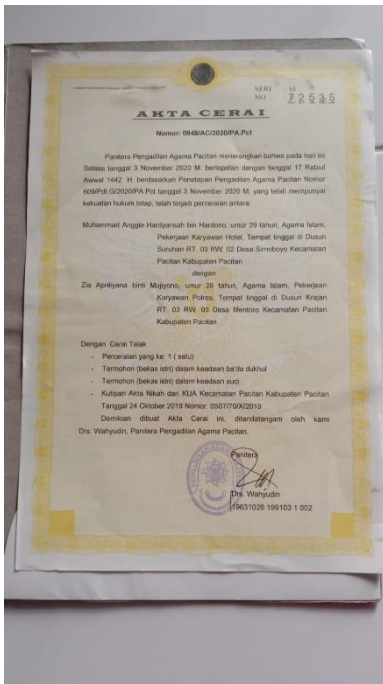 SERI M S
NO 72535
AKTA CERAI
Nomor: 0948/AC/2020/PA.Pct
Panitera Pengadilan Agama Pacitan menerangkan bahwa pada hari ini
Selasa tanggal 3 November 2020 M. bertepatan dengan tanggal 17 Rabiul
Awwal 1442 H. berdasarkan Penetapan Pengadilan Agama Pacitan Nomor
609/Pdt.G/2020/PA.Pct tanggal 3 November 2020 M. yang telah mempunyai
kekuatan hukum tetap, telah terjadi perceraian antara:
Muhammad Anggie Hardyansah bin Hardono, umur 29 tahun, Agama Islam,
Pekerjaan Karyawan Hotel, Tempat tinggal di Dusun
Suruhan RT. 03 RW. 02 Desa Sirnoboyo Kecamatan
Pacitan Kabupaten Pacitan
dengan
Zia Apriliyana binti Mujiyono, umur 28 tahun, Agama Islam, Pekerjaan
Karyawan Polres, Tempat tinggal di Dusun Krajan
RT. 03 RW. 03 Desa Mentoro Kecamatan Pacitan
Kabupaten Pacitan
Dengan Cerai Talak
- Perceraian yang ke: 1 ( satu)
- Termohon (bekas istri) dalam keadaan ba'da dukhul
- Termohon (bekas istri) dalam keadaan suci
- Kutipan Akta Nikah dari KUA Kecamatan Pacitan Kabupaten Pacitan
Tanggal 24 Oktober 2019 Nomor: 0507/70/X/2019
Demikian dibuat Akta Cerai ini, ditandatangani oleh kami
Drs. Wahyudin, Panitera Pengadilan Agama Pacitan.
Panitera
Drs. Wahyudin
19631026 199103 1 002